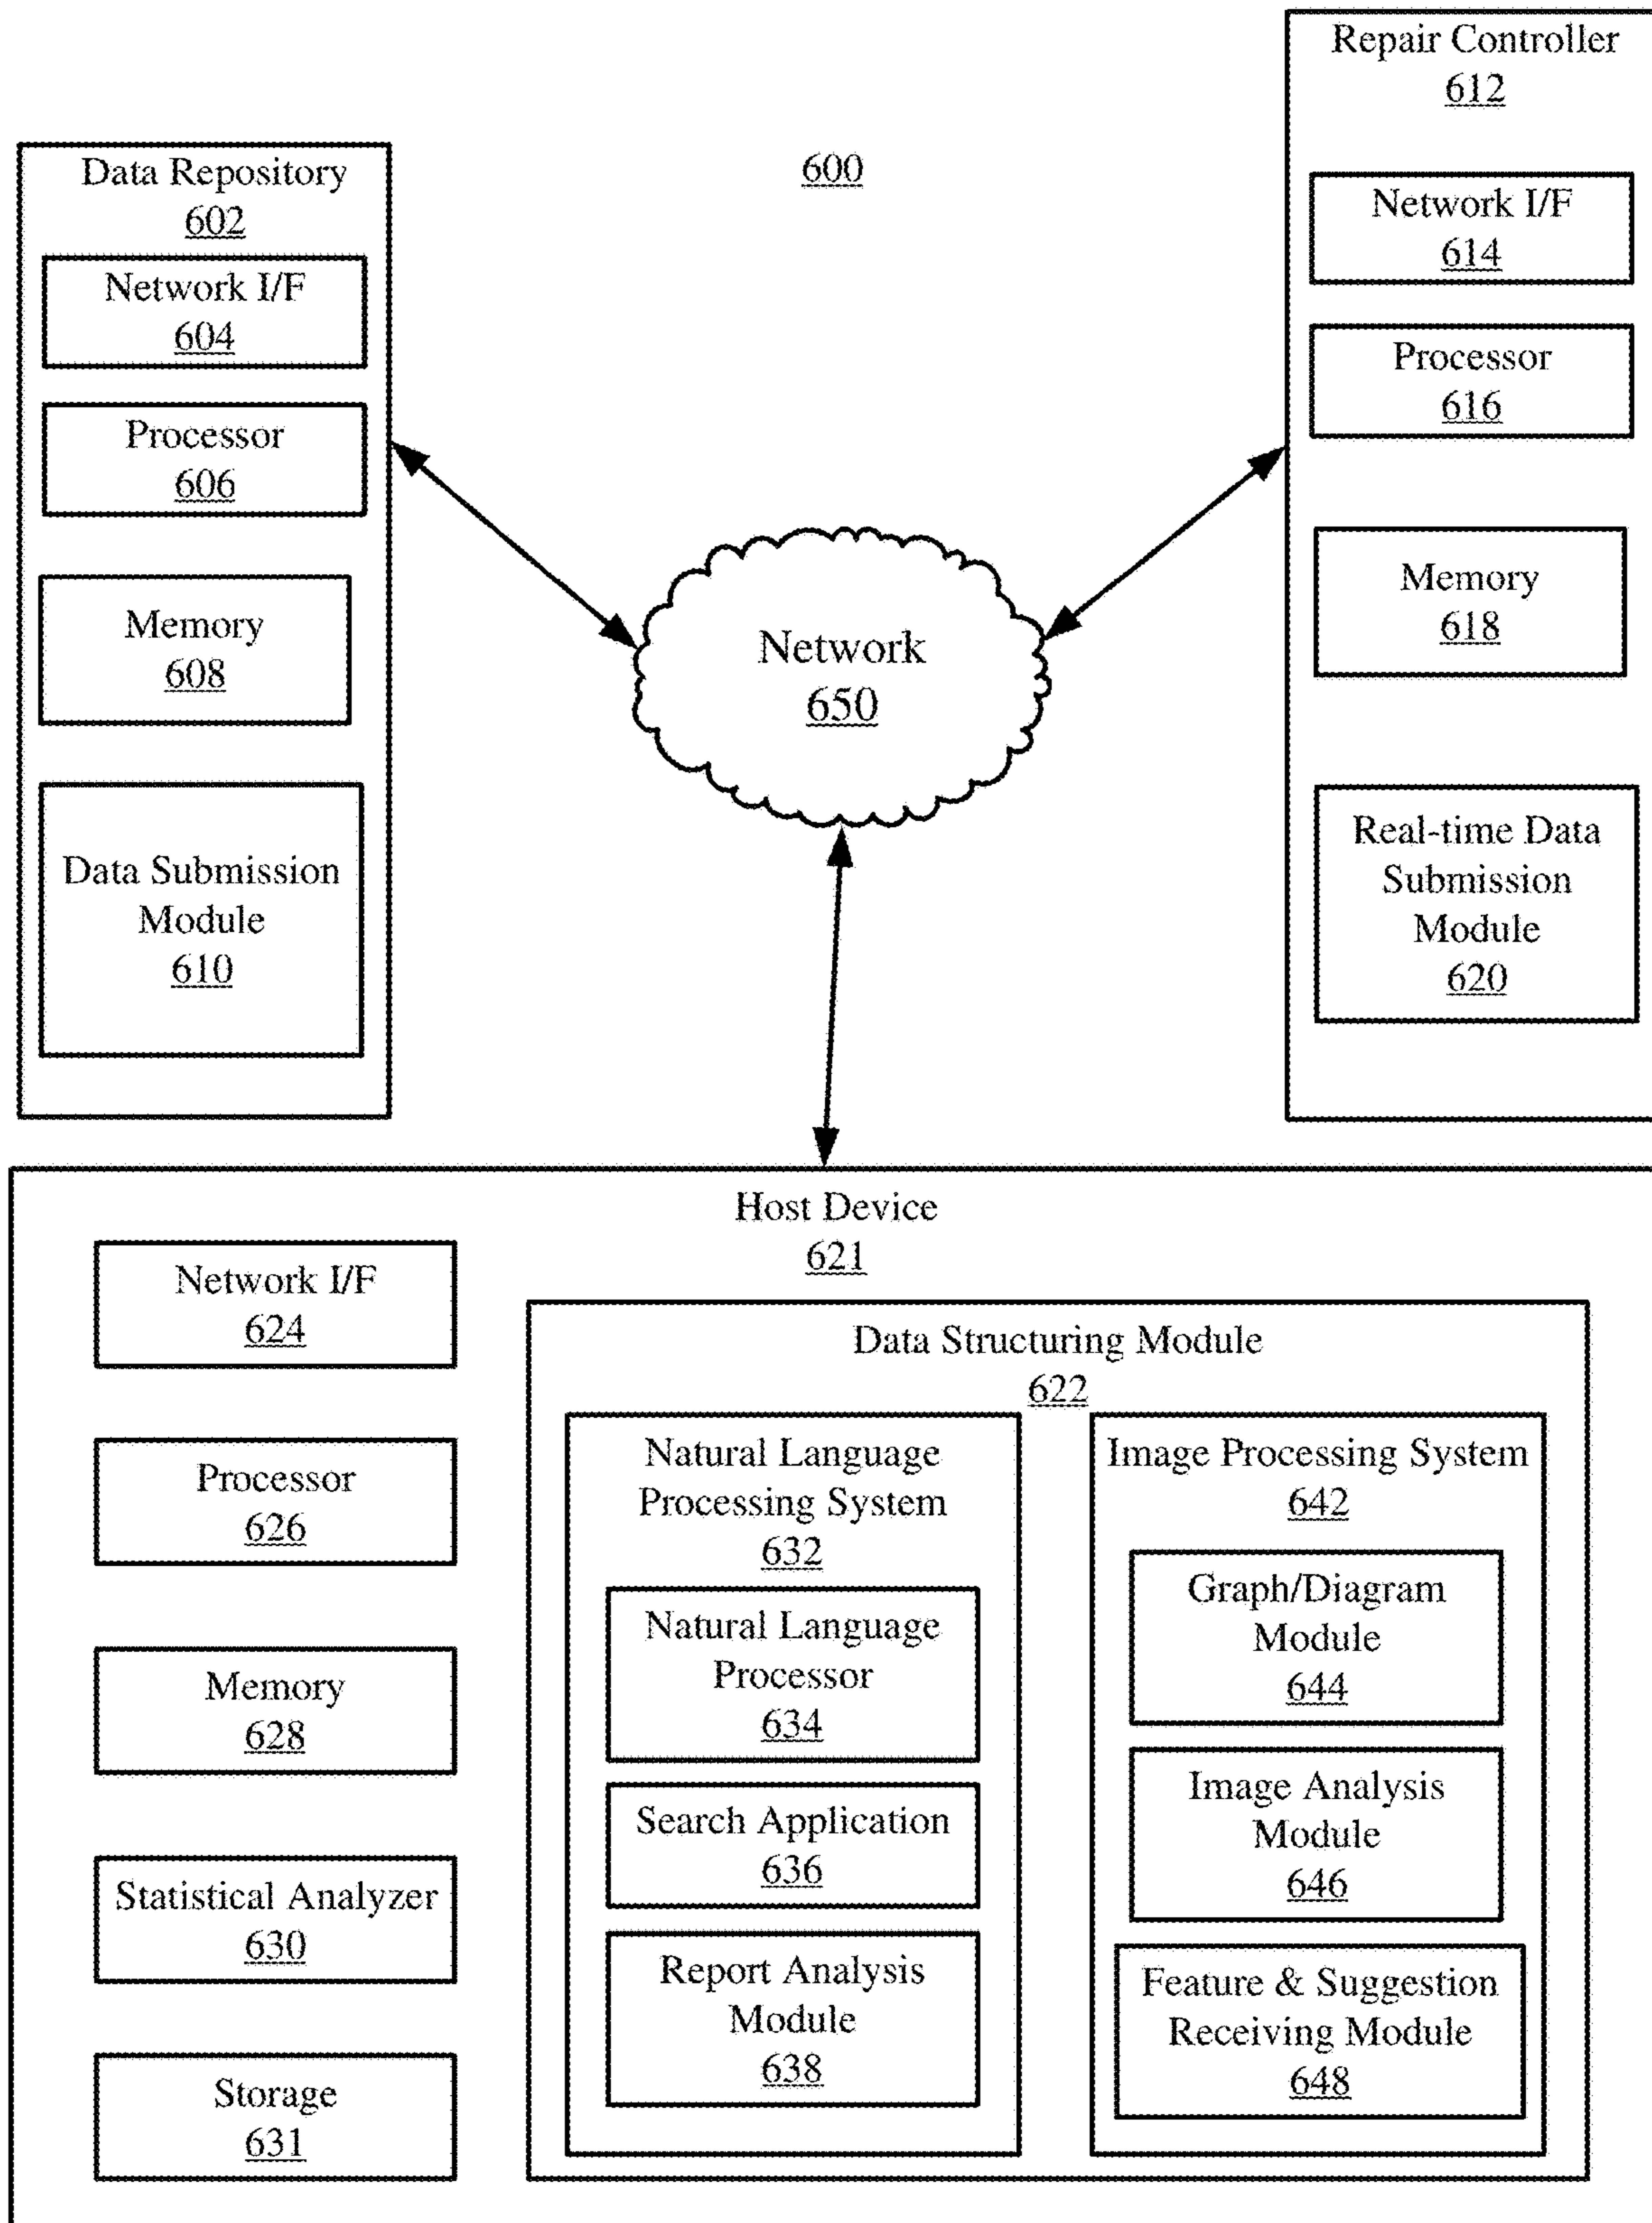 600
Data Repository
602
Network I/F
604
Processor
606
Memory
608
Data Submission
Module
610
Network
650
Repair Controller
612
Network I/F
614
Processor
616
Memory
618
Real-time Data
Submission
Module
620
Host Device
621
Network I/F
624
Processor
626
Memory
628
Statistical Analyzer
630
Storage
631
Data Structuring Module
622
Natural Language
Processing System
632
Natural Language
Processor
634
Search Application
636
Report Analysis
Module
638
Image Processing System
642
Graph/Diagram
Module
644
Image Analysis
Module
646
Feature & Suggestion
Receiving Module
648